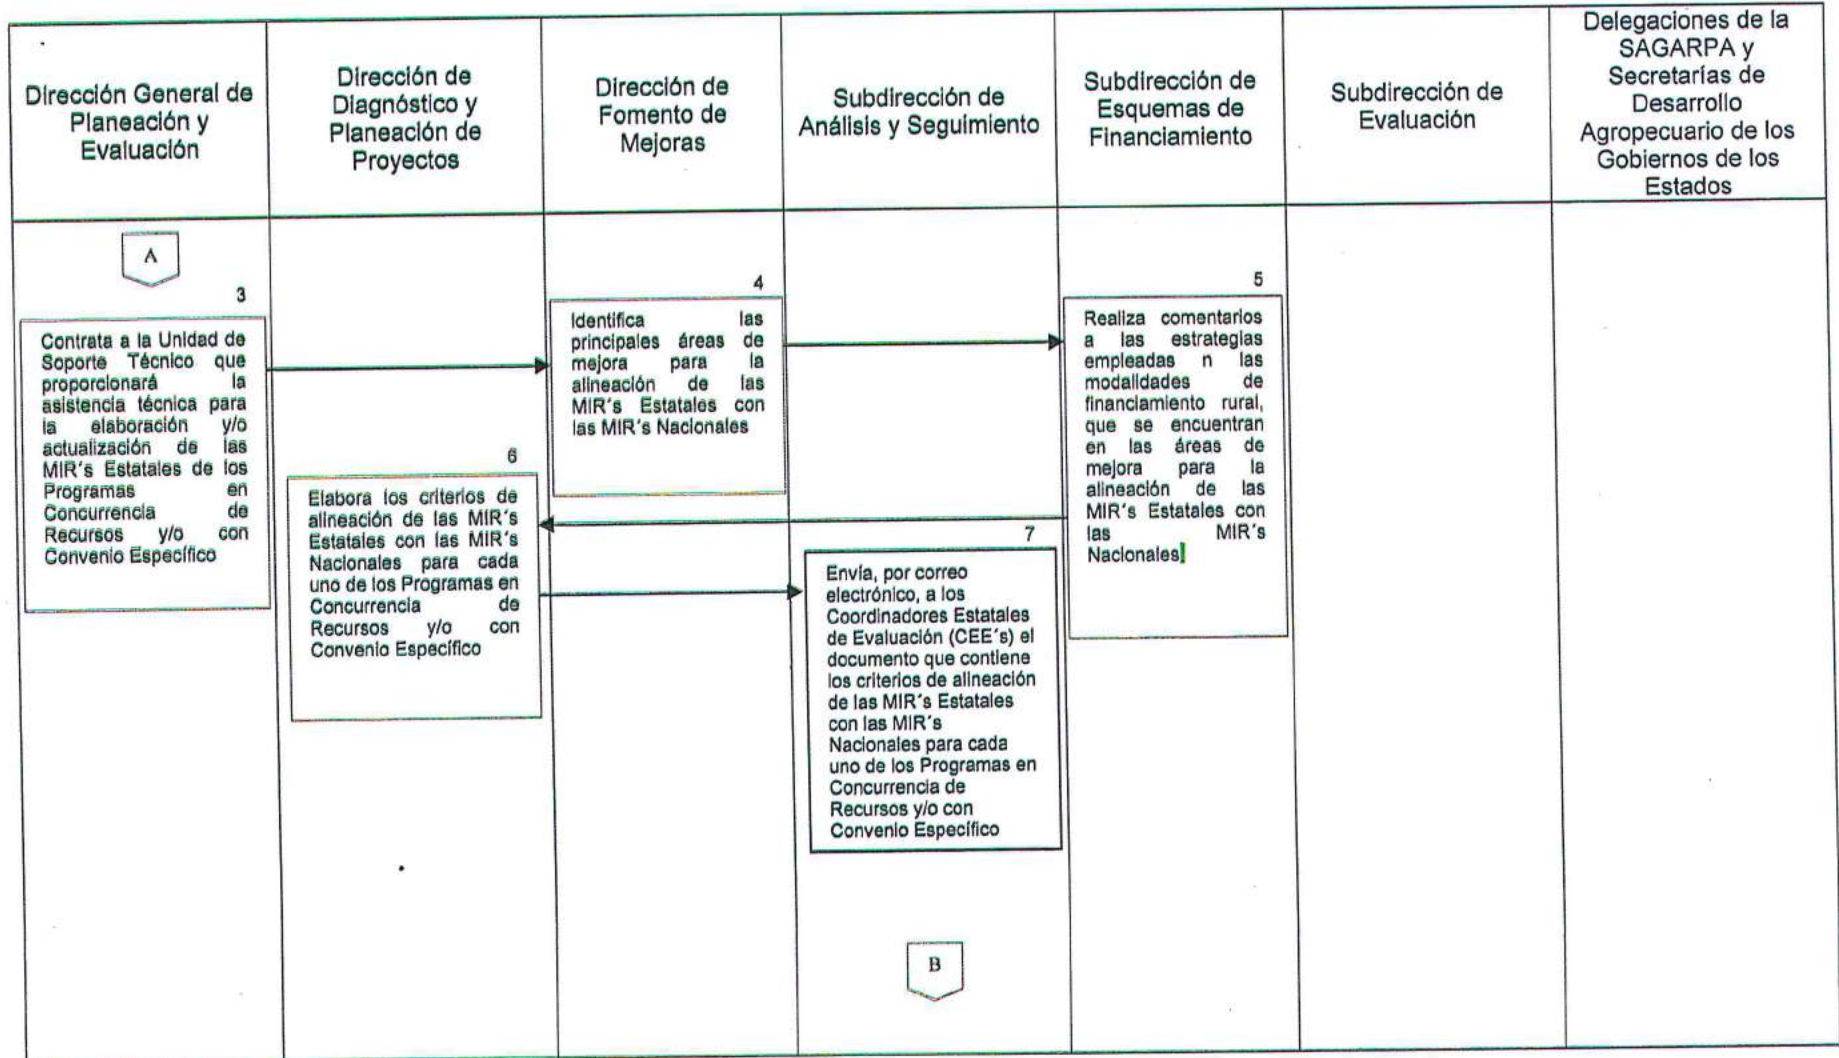 Dirección General de
Planeación y
Evaluación
Dirección de
Diagnóstico y
Planeación de
Proyectos
Dirección de
Fomento de
Mejoras
Subdirección de
Análisis y Seguimiento
Subdirección de
Esquemas de
Financiamiento
Subdirección de
Evaluación
Delegaciones de la
SAGARPA y
Secretarías de
Desarrollo
Agropecuario de los
Gobiernos de los
Estados
A
3
Contrata a la Unidad de
Soporte Técnico que
proporcionará la
asistencia técnica para
la elaboración y/o
actualización de las
MIR´s Estatales de los
Programas en
Concurrencia de
Recursos y/o con
Convenio Específico
4
Identifica las
principales áreas de
mejora para la
alineación de las
MIR´s Estatales con
las MIR´s Nacionales
5
Realiza comentarios
a las estrategias
empleadas n las
modalidades de
financiamiento rural,
que se encuentran
en las áreas de
mejora para la
alineación de las
MIR´s Estatales con
las MIR´s
Nacionales
6
Elabora los criterios de
alineación de las MIR´s
Estatales con las MIR´s
Nacionales para cada
uno de los Programas en
Concurrencia de
Recursos y/o con
Convenio Específico
7
Envía, por correo
electrónico, a los
Coordinadores Estatales
de Evaluación (CEE´s) el
documento que contiene
los criterios de alineación
de las MIR´s Estatales
con las MIR´s
Nacionales para cada
uno de los Programas en
Concurrencia de
Recursos y/o con
Convenio Específico
B